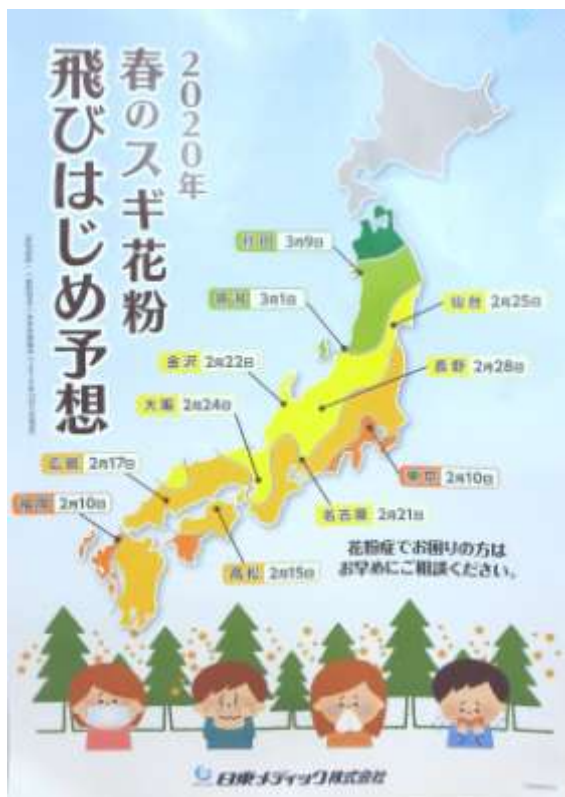 2020年
春のスギ花粉
飛びはじめ予想
秋田 3月9日
3月1日
仙台 2月25日
金沢 2月22日
長野 2月28日
大阪 2月24日
広島 2月17日
東京 2月10日
福岡 2月10日
名古屋 2月21日
高松 2月15日
花粉症でお困りの方は
お早めにご相談ください。
日東メディック株式会社